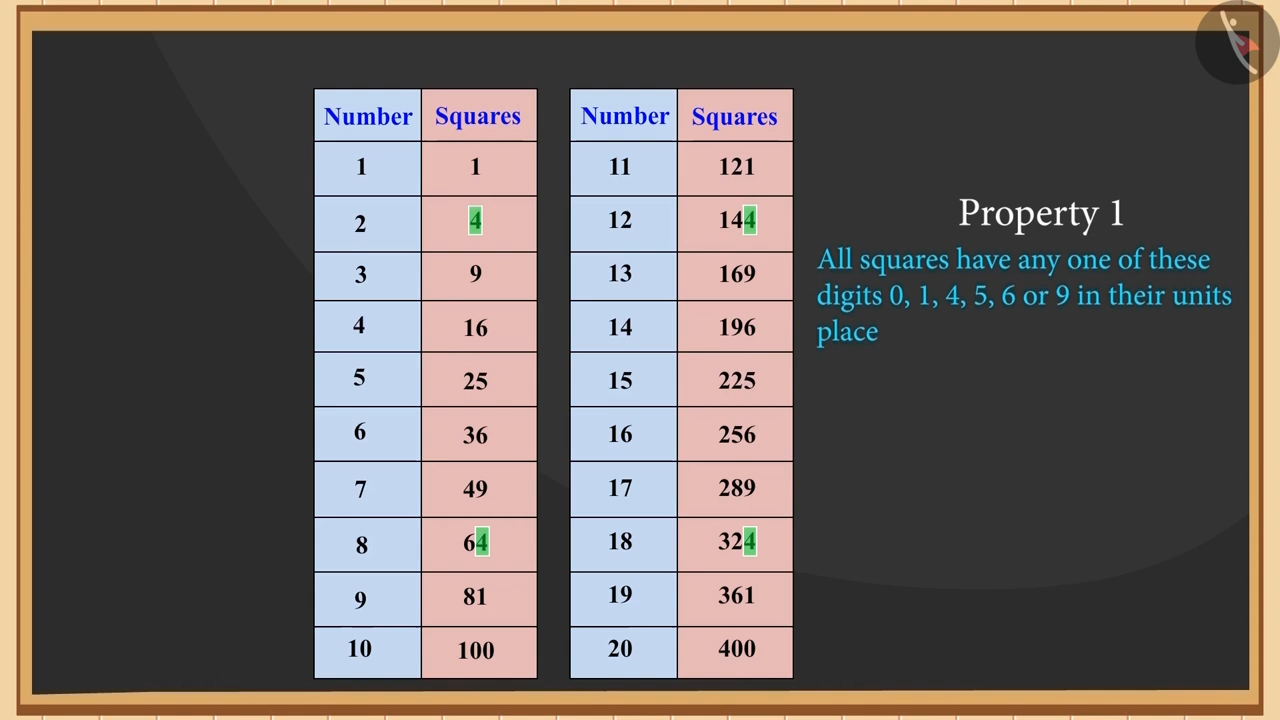 Number Squares Number Squares
1 1 11 121
2 4 12 144
3 9 13 169
4 16 14 196
5 25 15 225
6 36 16 256
7 49 17 289
8 64 18 324
9 81 19 361
10 100 20 400
Property 1
All squares have any one of these
digits 0, 1, 4, 5, 6 or 9 in their units
place